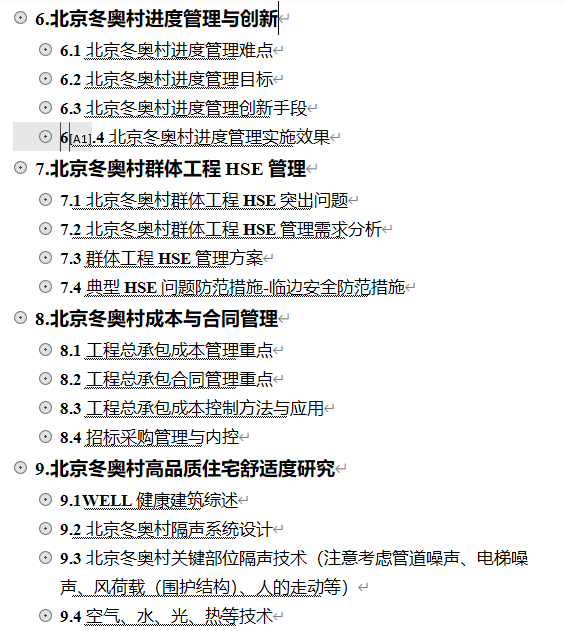 6.北京冬奥村进度管理与创新
6.1 北京冬奥村进度管理难点
6.2 北京冬奥村进度管理目标
6.3 北京冬奥村进度管理创新手段
6[A1].4 北京冬奥村进度管理实施效果
7.北京冬奥村群体工程 HSE 管理
7.1 北京冬奥村群体工程 HSE 突出问题
7.2 北京冬奥村群体工程 HSE 管理需求分析
7.3 群体工程 HSE 管理方案
7.4 典型 HSE 问题防范措施-临边安全防范措施
8.北京冬奥村成本与合同管理
8.1 工程总承包成本管理重点
8.2 工程总承包合同管理重点
8.3 工程总承包成本控制方法与应用
8.4 招标采购管理与内控
9.北京冬奥村高品质住宅舒适度研究
9.1WELL 健康建筑综述
9.2 北京冬奥村隔声系统设计
9.3 北京冬奥村关键部位隔声技术（注意考虑管道噪声、电梯噪
声、风荷载（围护结构）、人的走动等）
9.4 空气、水、光、热等技术